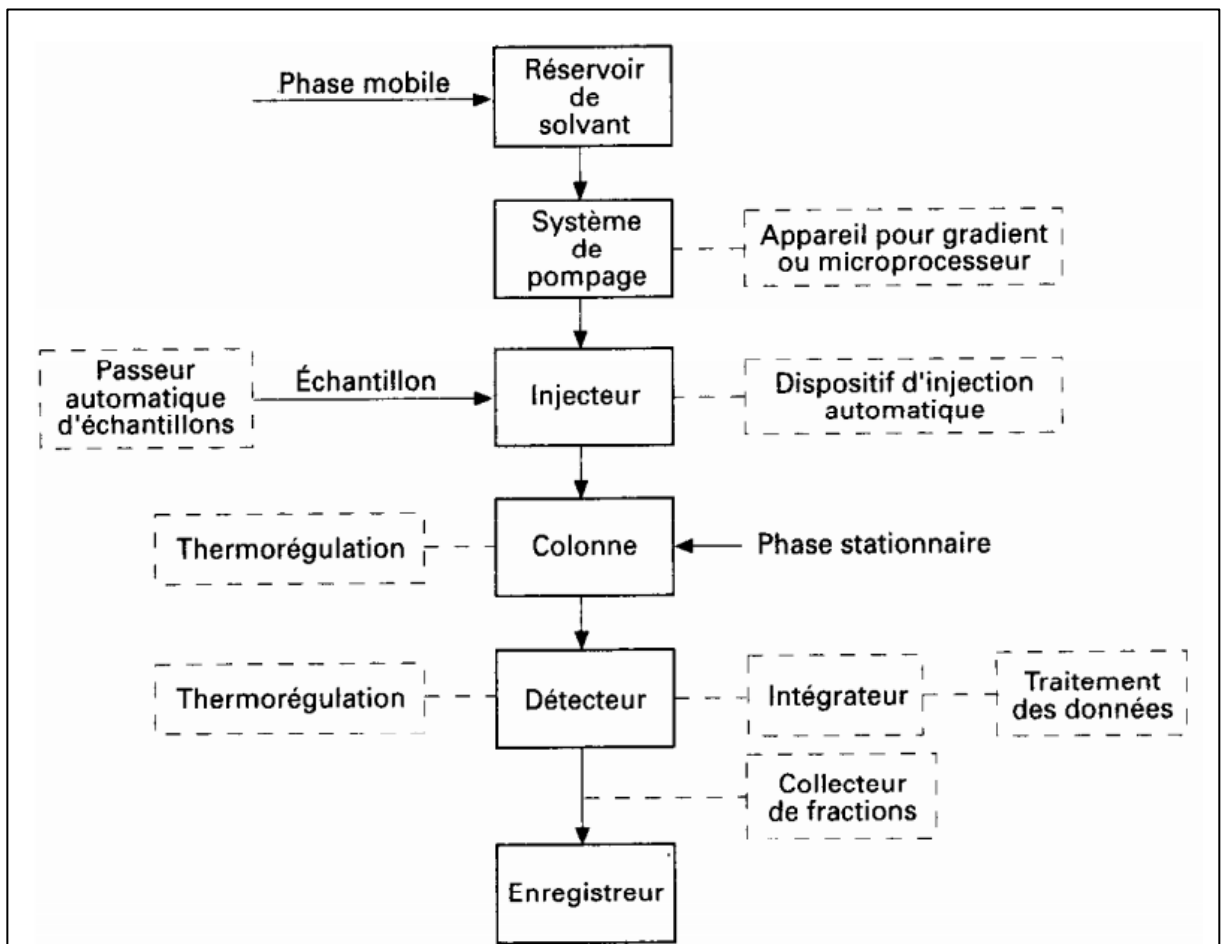 Phase mobile
Réservoir
de
solvant
Système
de
pompage
Appareil pour gradient
ou microprocesseur
Passeur
automatique
d'échantillons
Échantillon
Injecteur
Dispositif d'injection
automatique
Thermorégulation
Colonne
Phase stationnaire
Thermorégulation
Détecteur
Intégrateur
Traitement
des données
Collecteur
de fractions
Enregistreur